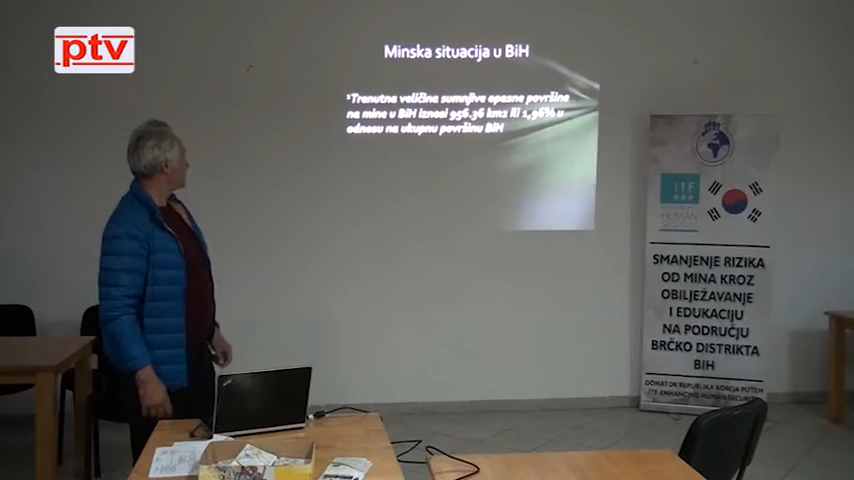 ptv
Minska situacija u BiH
Trenutna veličina sumnjive opasne površine
na mine u BiH iznosi 956.36 km2 ili 1,96% u
odnosu na ukupnu površinu BiH
ITF
HUMAN
SECURITY
SMANJENJE RIZIKA
OD MINA KROZ
OBILJEŽAVANJE
I EDUKACIJU
NA PODRUČJU
BRČKO DISTRIKTA
BIH
DONATOR REPUBLIKA KOREJA PUTEM
ITF ENHANCING HUMAN SECURITY